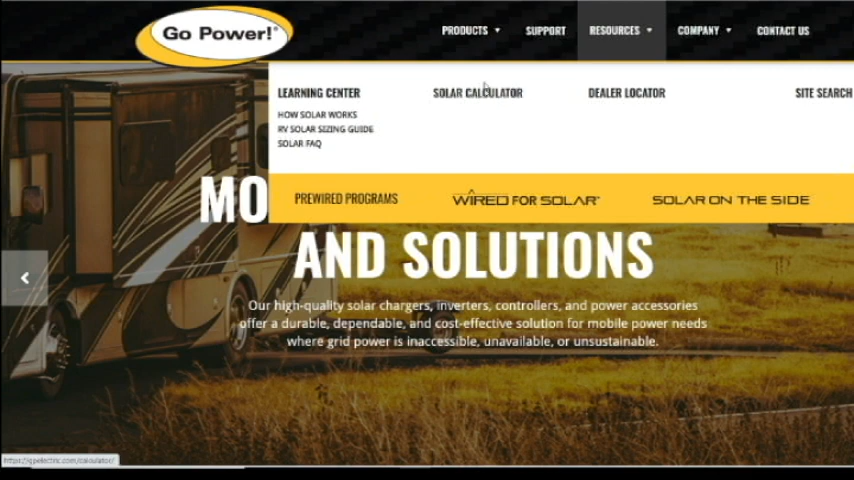 Go Power!®
PRODUCTS
SUPPORT
RESOURCES
COMPANY
CONTACT US
LEARNING CENTER
SOLAR CALCULATOR
DEALER LOCATOR
SITE SEARCH
HOW SOLAR WORKS
RV SOLAR SIZING GUIDE
SOLAR FAQ
PREWIRED PROGRAMS
WIRED FOR SOLAR
SOLAR ON THE SIDE
MO
AND SOLUTIONS
Our high-quality solar chargers, inverters, controllers, and power accessories
offer a durable, dependable, and cost-effective solution for mobile power needs
where grid power is inaccessible, unavailable, or unsustainable.
https://gpelectric.com/calculator/